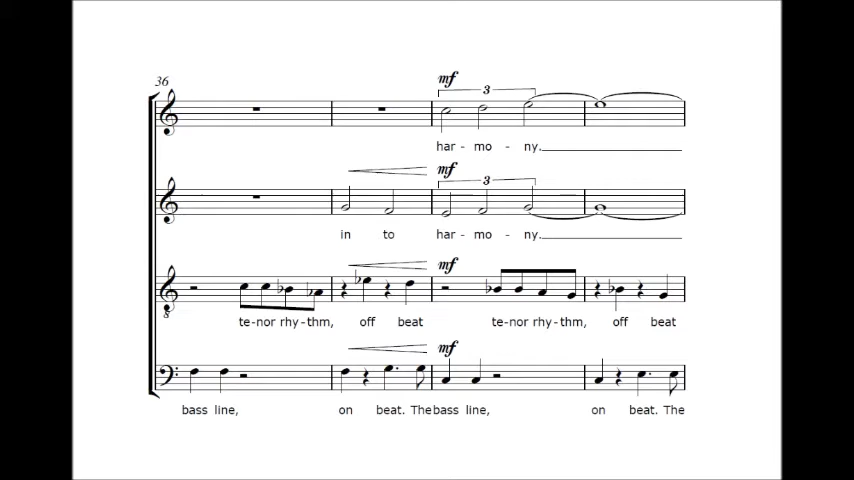 36
mf
3
har - mo - ny.
mf
3
in to har - mo - ny.
mf
8
te-nor rhy-thm, off beat te-nor rhy-thm, off beat
mf
bass line, on beat. The bass line, on beat. The